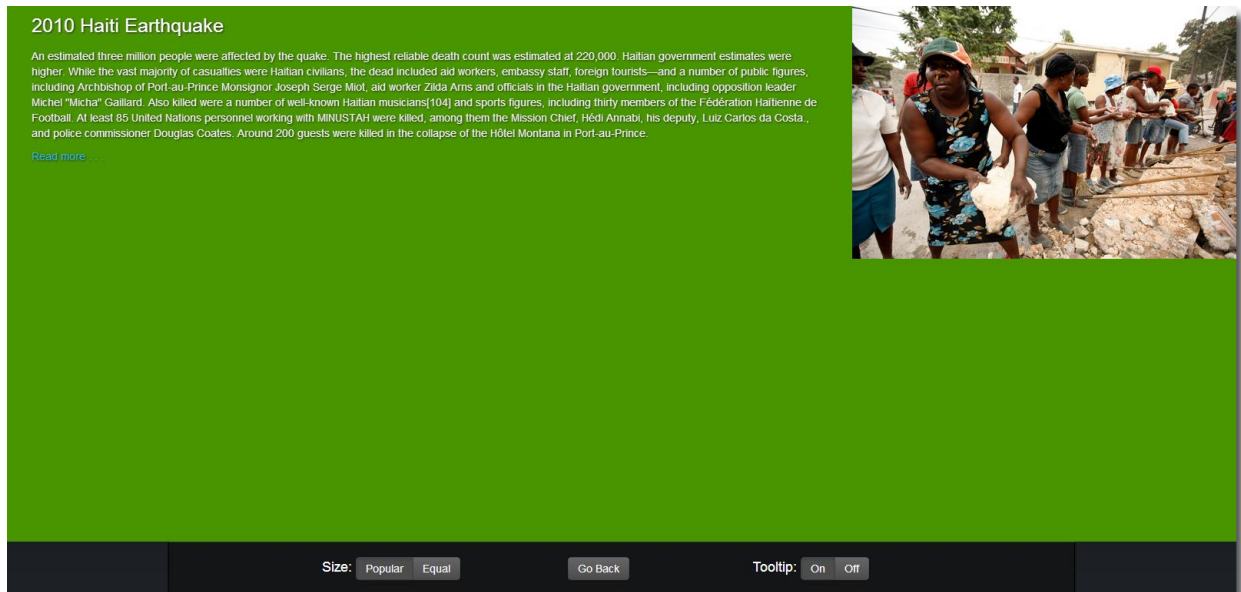 2010 Haiti Earthquake
An estimated three million people were affected by the quake. The highest reliable death count was estimated at 220,000. Haitian government estimates were
higher. While the vast majority of casualties were Haitian civilians, the dead included aid workers, embassy staff, foreign tourists—and a number of public figures,
including Archbishop of Port-au-Prince Monsignor Joseph Serge Miot, aid worker Zilda Arns and officials in the Haitian government, including opposition leader
Michel "Micha" Gaillard. Also killed were a number of well-known Haitian musicians[104] and sports figures, including thirty members of the Fédération Haïtienne de
Football. At least 85 United Nations personnel working with MINUSTAH were killed, among them the Mission Chief, Hédi Annabi, his deputy, Luiz Carlos da Costa.,
and police commissioner Douglas Coates. Around 200 guests were killed in the collapse of the Hôtel Montana in Port-au-Prince.
Read more . . .
Size: Popular Equal Go Back Tooltip: On Off